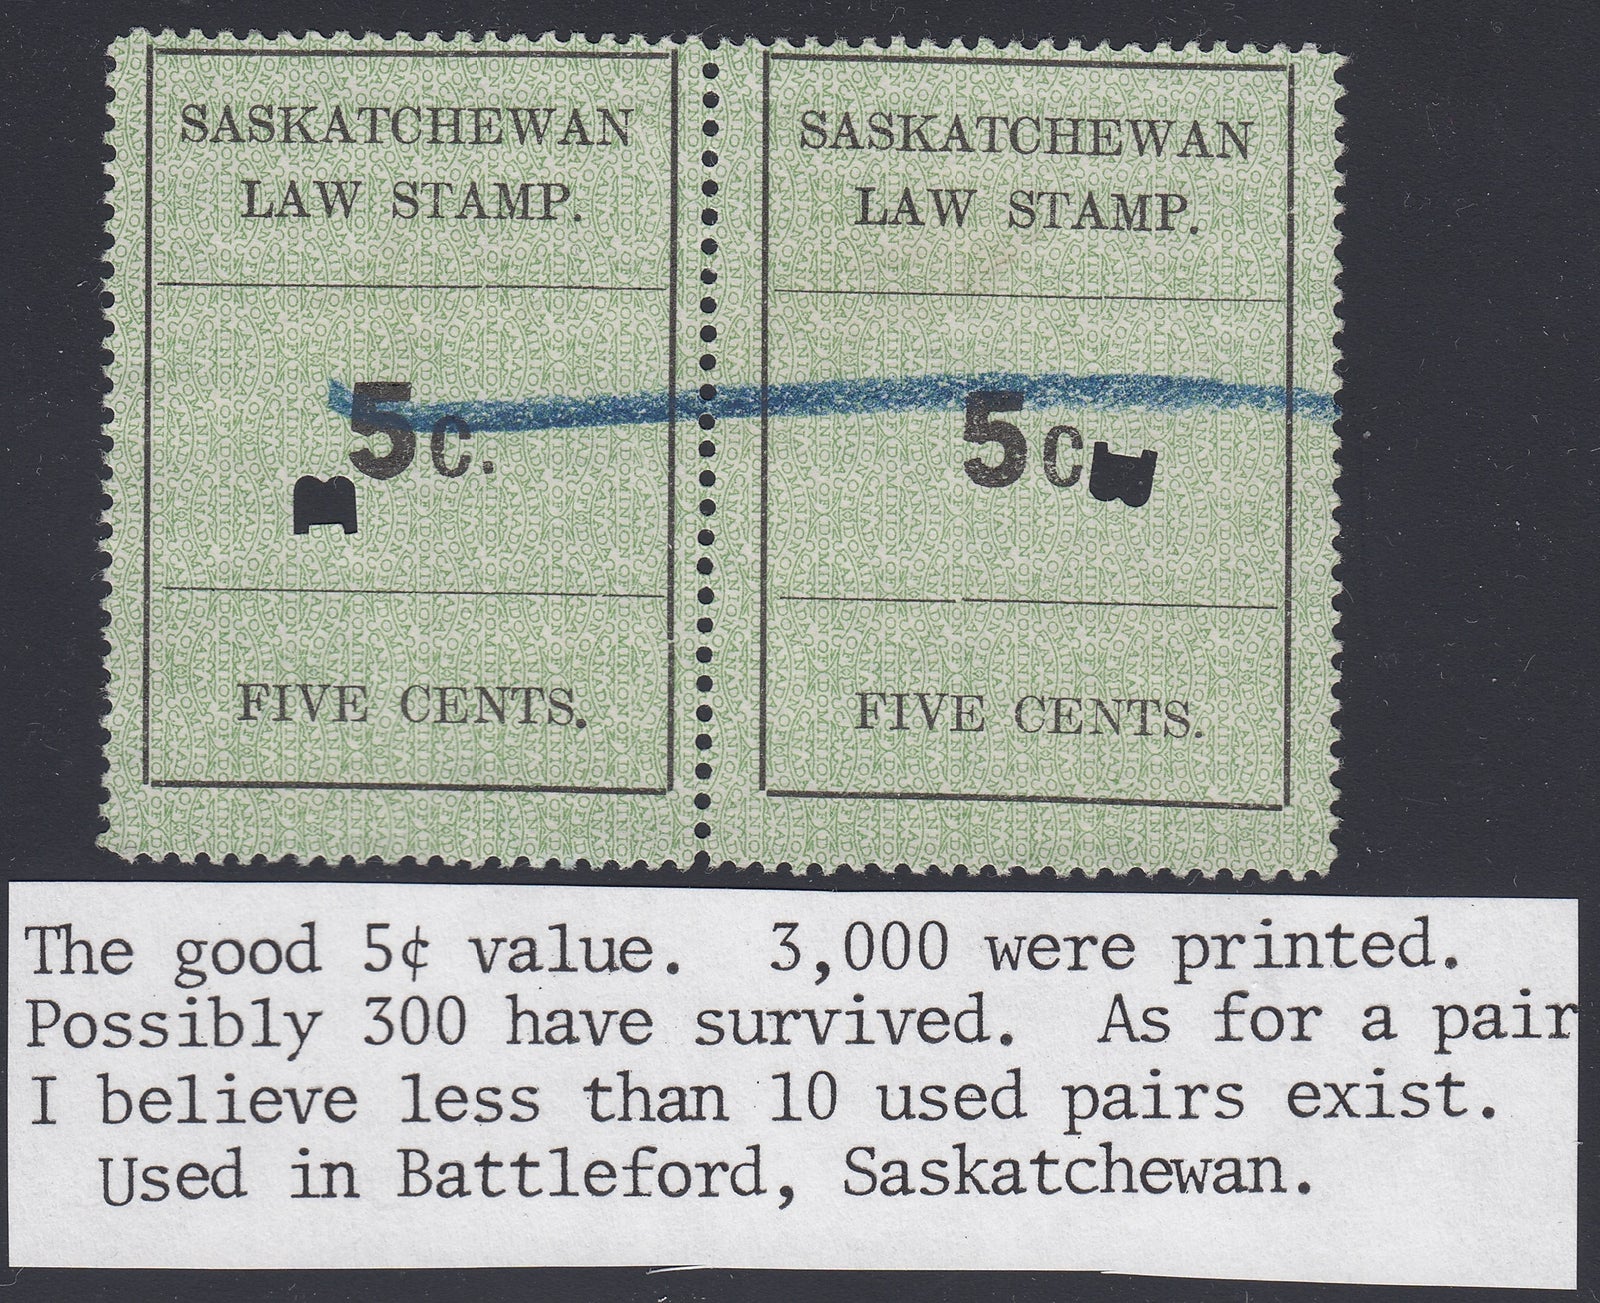 SASKATCHEWAN
LAW STAMP.
5c.
FIVE CENTS.
SASKATCHEWAN
LAW STAMP.
5c
FIVE CENTS.
The good 5¢ value. 3,000 were printed.
Possibly 300 have survived. As for a pair
I believe less than 10 used pairs exist.
Used in Battleford, Saskatchewan.